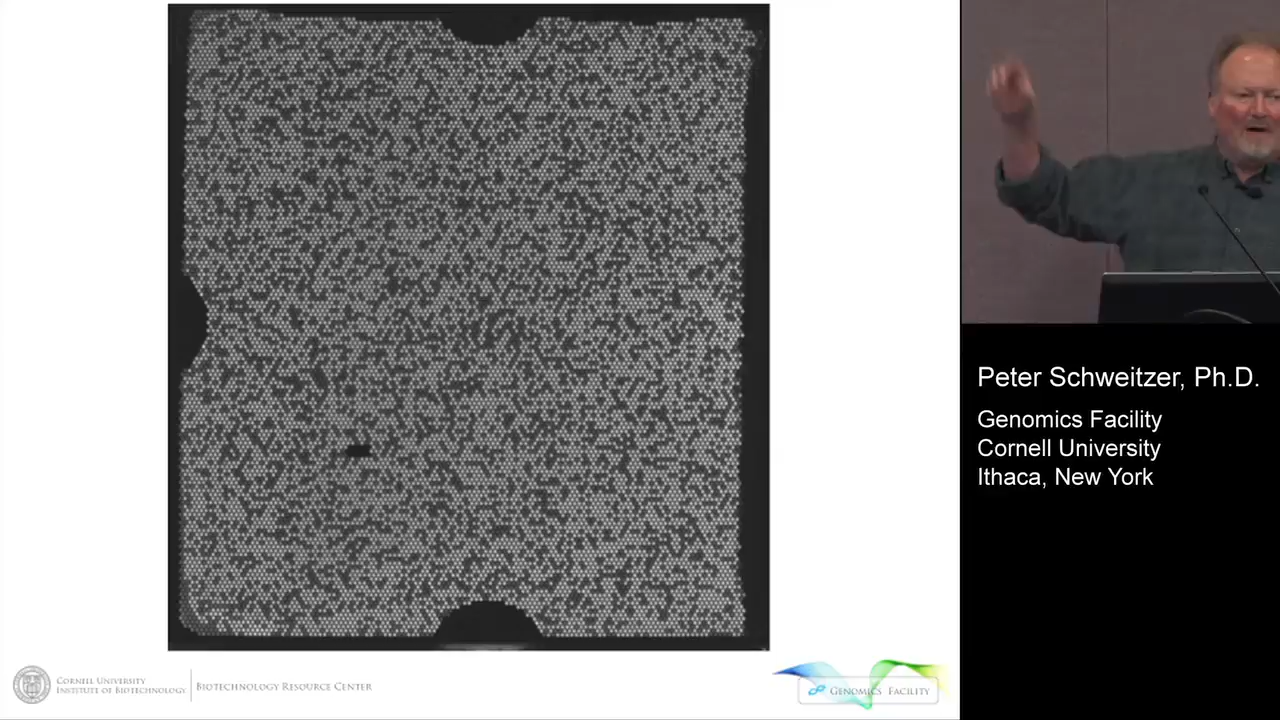 CORNELL UNIVERSITY
INSTITUTE OF BIOTECHNOLOGY
BIOTECHNOLOGY RESOURCE CENTER
GENOMICS FACILITY
Peter Schweitzer, Ph.D.
Genomics Facility
Cornell University
Ithaca, New York